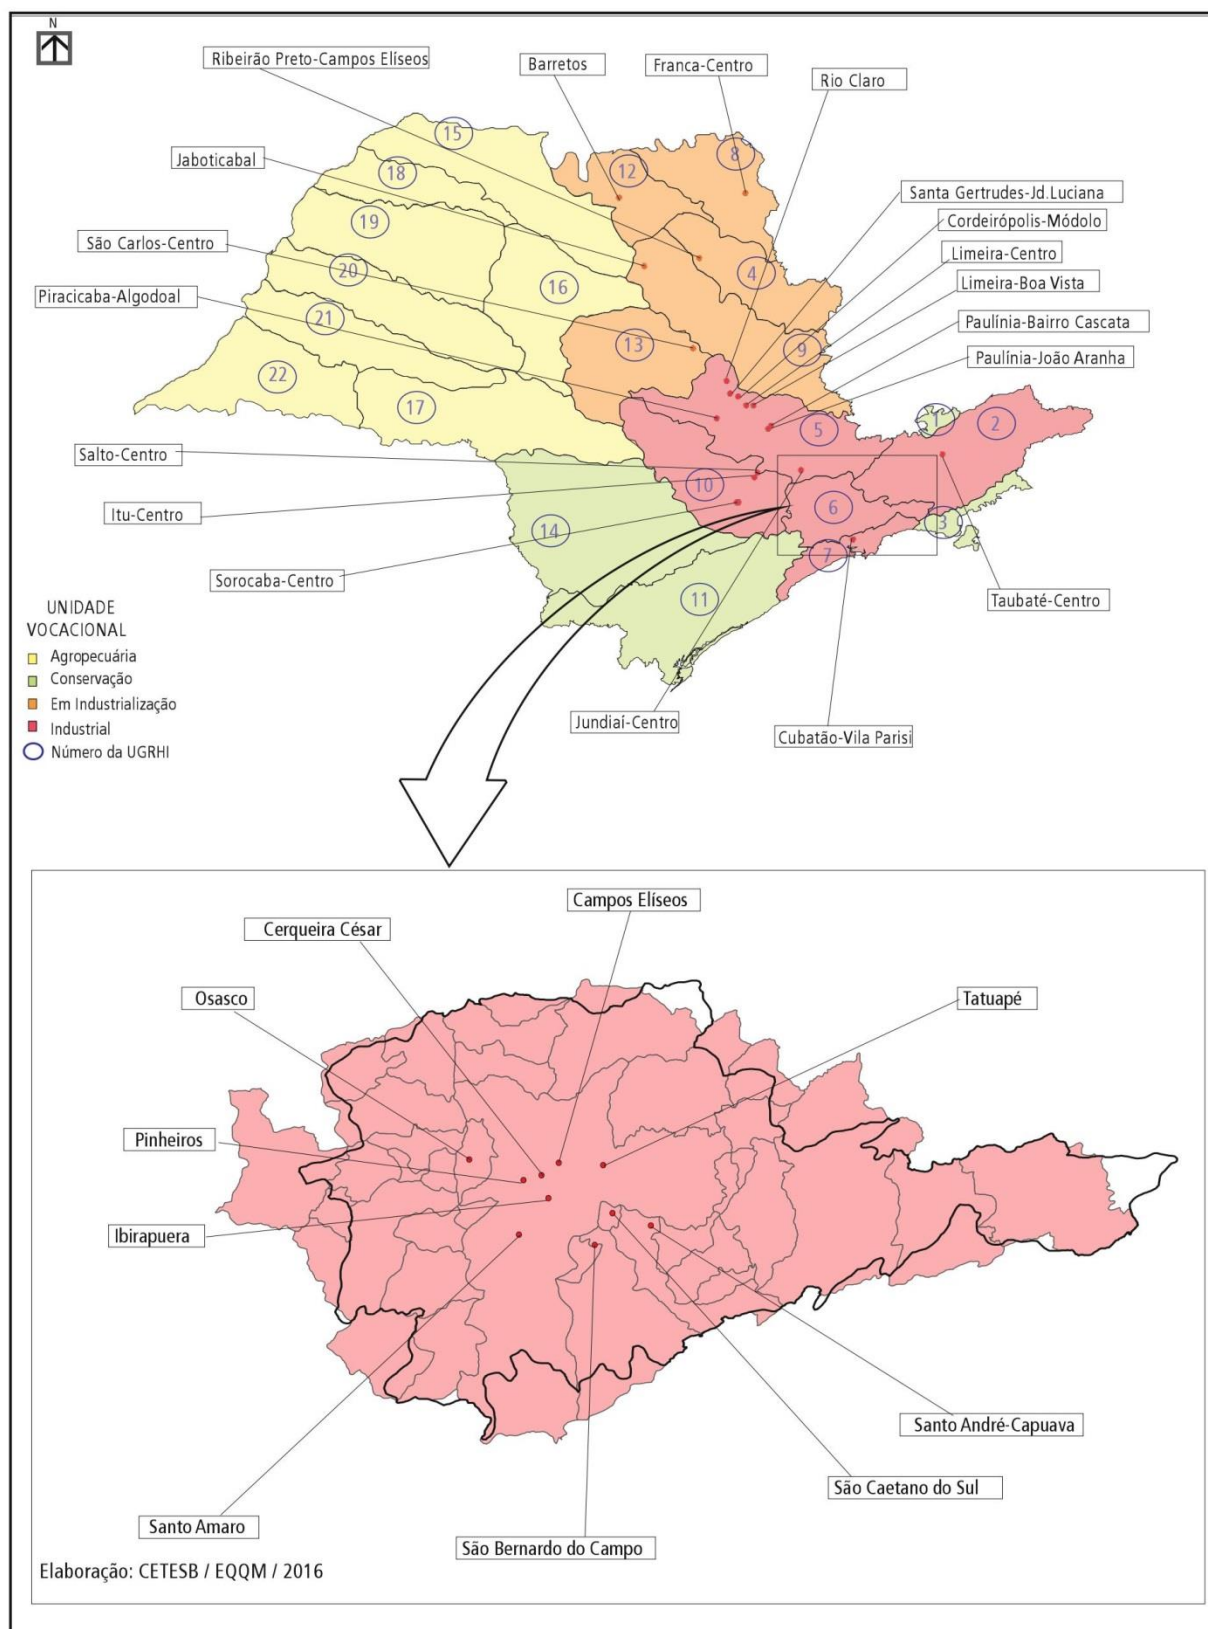 N
Ribeirão Preto-Campos Elíseos
Barretos
Franca-Centro
Rio Claro
Jaboticabal
São Carlos-Centro
Piracicaba-Algodoal
Santa Gertrudes-Jd.Luciana
Cordeirópolis-Módolo
Limeira-Centro
Limeira-Boa Vista
Paulínia-Bairro Cascata
Paulínia-João Aranha
15
18
19
20
21
22
17
16
12
8
4
13
9
5
1
2
10
6
3
14
7
11
Salto-Centro
Itu-Centro
Sorocaba-Centro
Taubaté-Centro
Jundiaí-Centro
Cubatão-Vila Parisi
UNIDADE
VOCACIONAL
Agropecuária
Conservação
Em Industrialização
Industrial
Número da UGRHI
Campos Elíseos
Cerqueira César
Osasco
Tatuapé
Pinheiros
Ibirapuera
Santo André-Capuava
São Caetano do Sul
Santo Amaro
São Bernardo do Campo
Elaboração: CETESB / EQQM / 2016